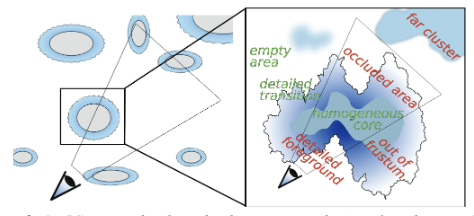 far cluster
empty
area
occluded area
detailed
transition
homogeneous
core
detailed
foreground
out of
frustum